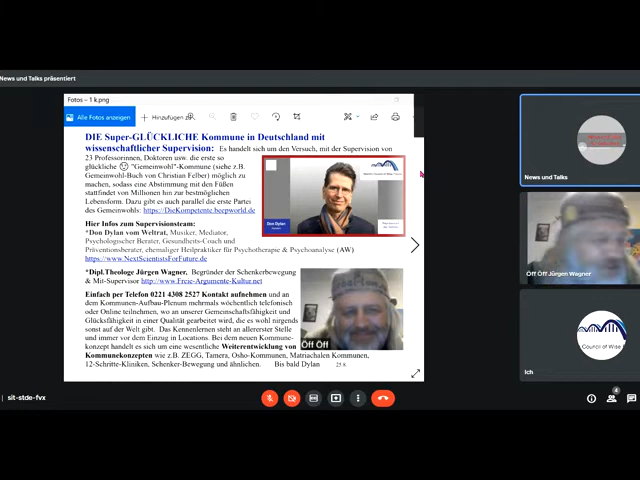 News und Talks präsentiert
Fotos – 1 k.png
Alle Fotos anzeigen
Hinzufügen zu
DIE Super-GLÜCKLICHE Kommune in Deutschland mit
wissenschaftlicher Supervision: Es handelt sich um den Versuch, mit der Supervision von
23 Professorinnen, Doktoren usw. die erste so
glückliche "Gemeinwohl"-Kommune (siehe z.B.
Gemeinwohl-Buch von Christian Felber) möglich zu
machen, sodass eine Abstimmung mit den Füßen
stattfindet von Millionen hin zur bestmöglichen
Lebensform. Dazu gibt es auch parallel die erste Partei
des Gemeinwohls: https://DieKompetente.beepworld.de
Hier Infos zum Supervisionsteam:
*Don Dylan vom Weltrat, Musiker, Mediator,
Psychologischer Berater, Gesundheits-Coach und
Präventionsberater, ehemaliger Heilpraktiker für Psychotherapie & Psychoanalyse (AW)
https://www.NextScientistsForFuture.de
*Dipl.Theologe Jürgen Wagner, Begründer der Schenkerbewegung
& Mit-Supervisor http://www.Freie-Argumente-Kultur.net
Einfach per Telefon 0221 4308 2527 Kontakt aufnehmen und an
dem Kommunen-Aufbau-Plenum mehrmals wöchentlich telefonisch
oder Online teilnehmen, wo an unserer Gemeinschaftsfähigkeit und
Glücksfähigkeit in einer Qualität gearbeitet wird, die es wohl nirgends
sonst auf der Welt gibt. Das Kennenlernen steht an allererster Stelle
und immer vor dem Einzug in Locations. Bei dem neuen Kommune-
konzept handelt es sich um eine wesentliche Weiterentwicklung von
Kommunekonzepten wie z.B. ZEGG, Tamera, Osho-Kommunen, Matriachalen Kommunen,
12-Schritte-Kliniken, Schenker-Bewegung und ähnlichen. Bis bald Dylan
Don Dylan
Öff Öff
News und Talks
Öff Öff Jürgen Wagner
Council of Wise
Ich
sit-stde-fvx
4